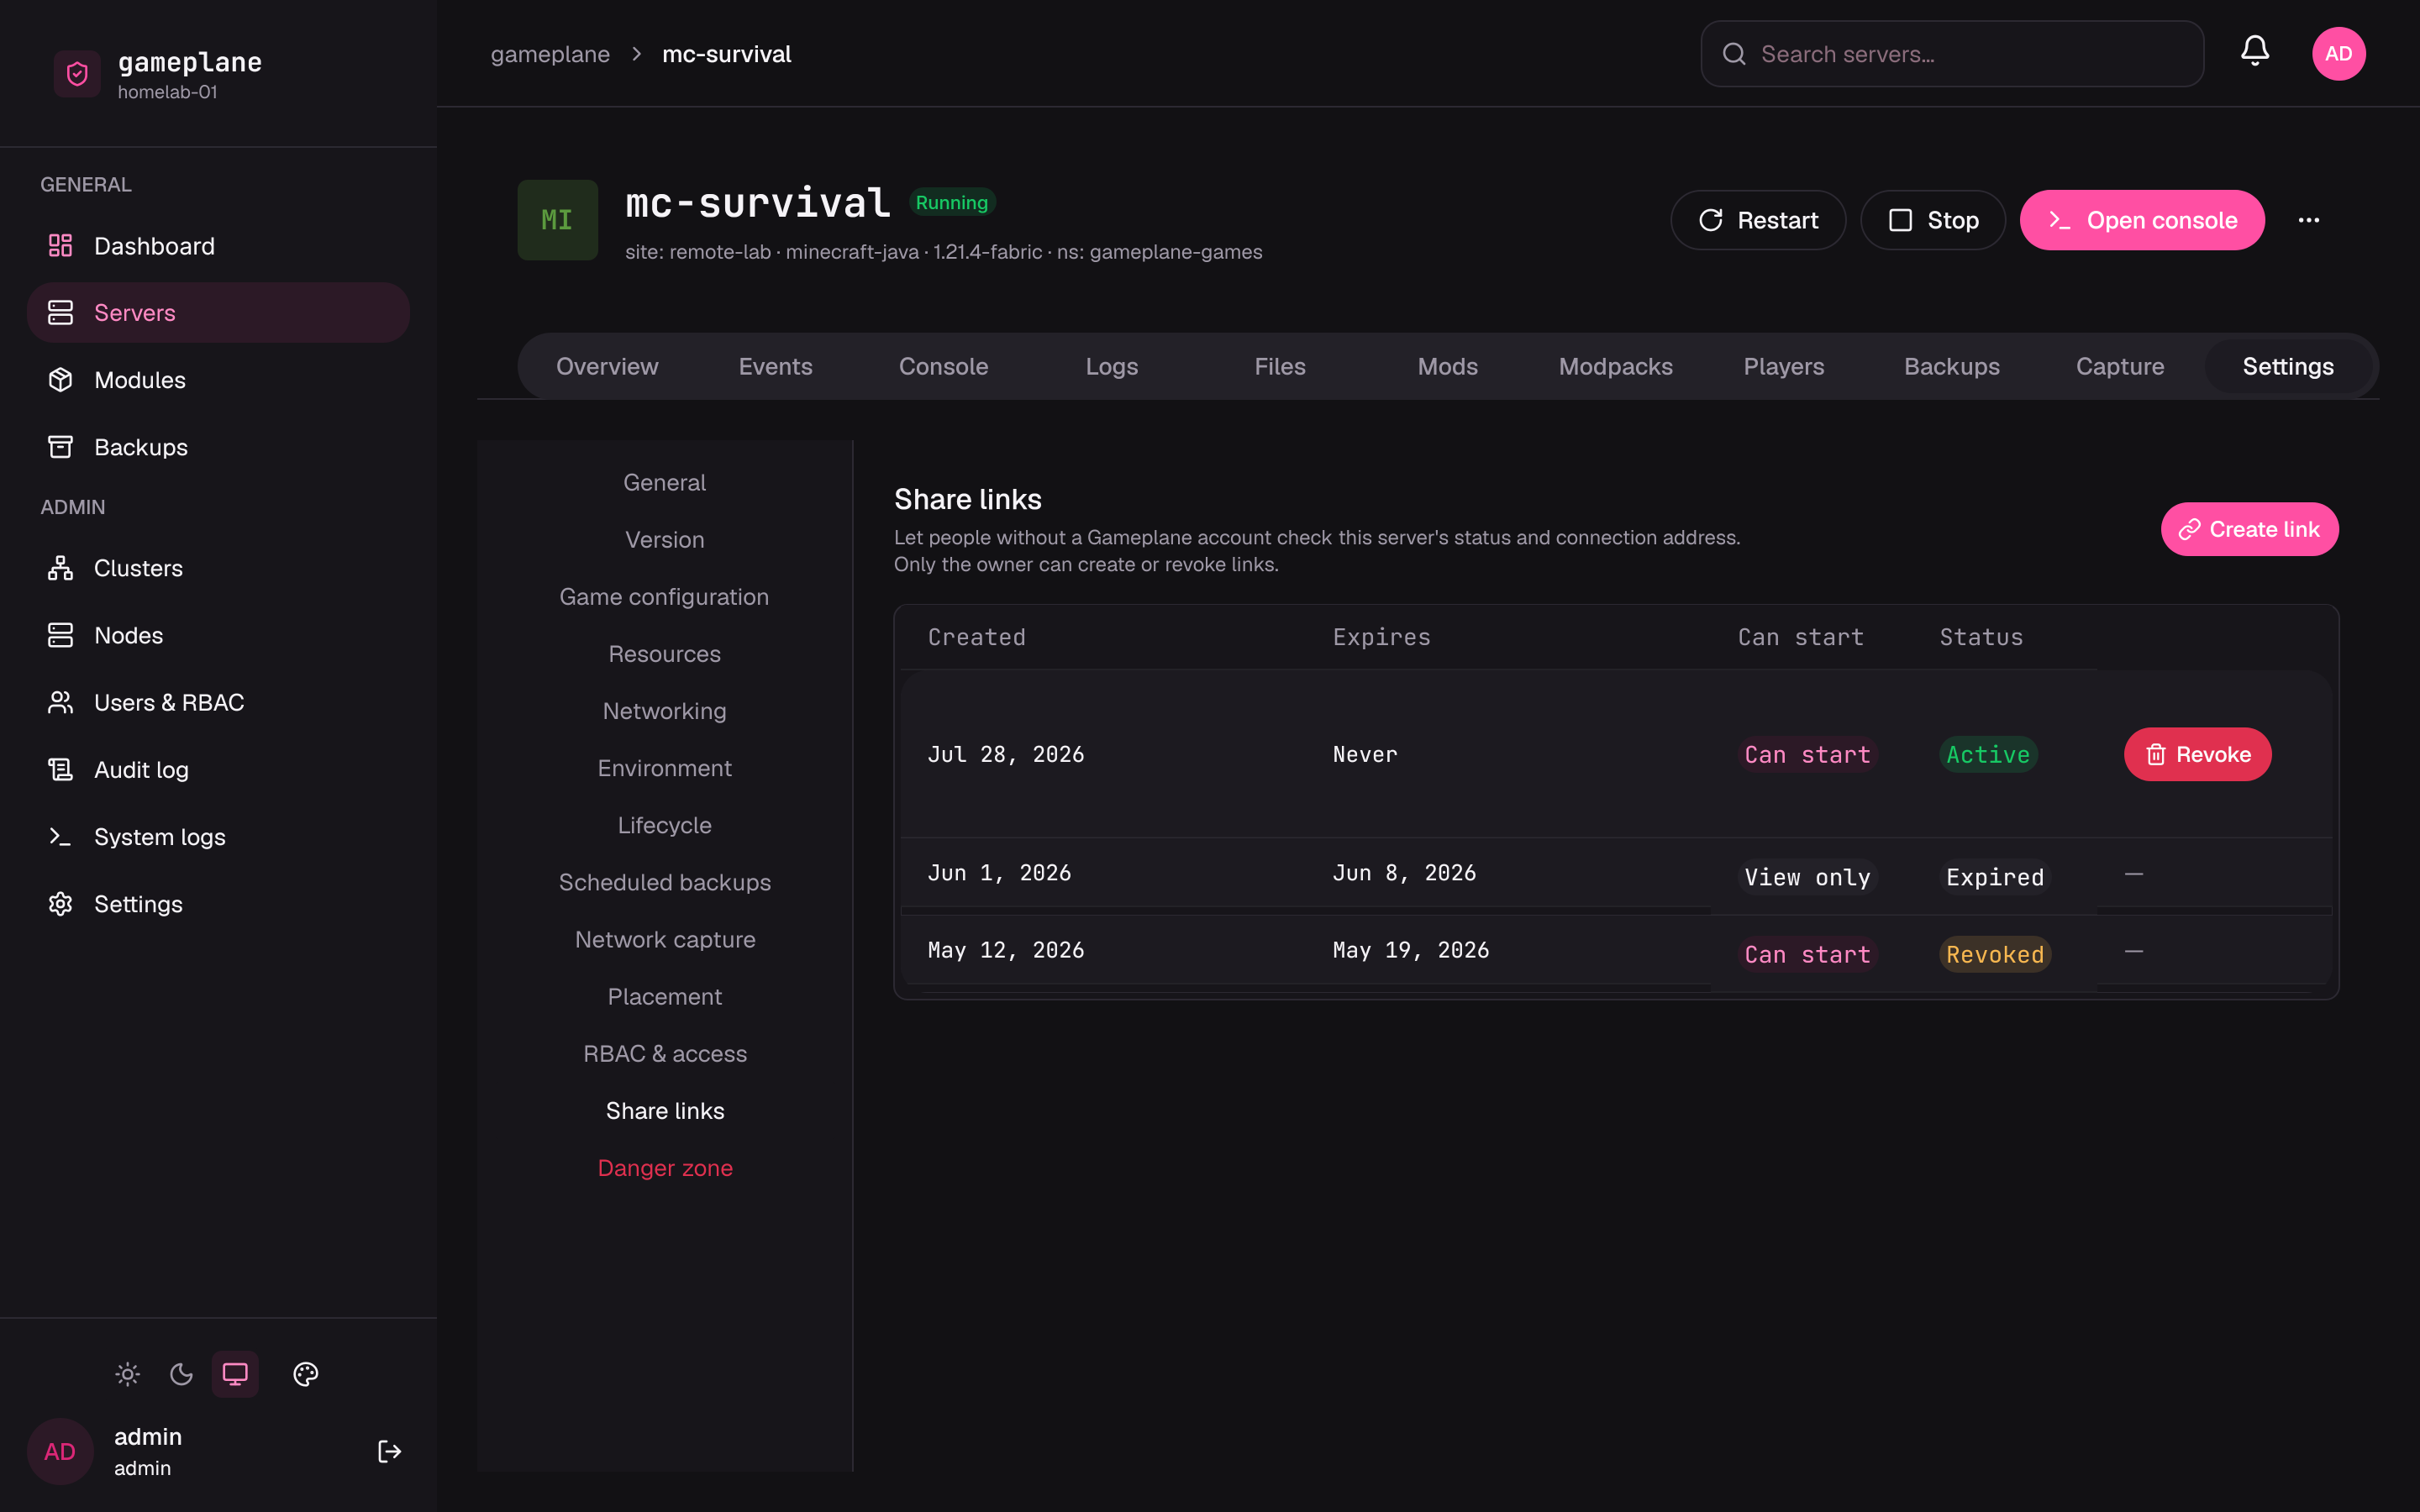 gameplane
homelab-01
GENERAL
Dashboard
Servers
Modules
Backups
ADMIN
Clusters
Nodes
Users & RBAC
Audit log
System logs
Settings
AD
admin
admin
gameplane
mc-survival
Search servers...
AD
MI
mc-survival
Running
site: remote-lab · minecraft-java · 1.21.4-fabric · ns: gameplane-games
Restart
Stop
Open console
Overview
Events
Console
Logs
Files
Mods
Modpacks
Players
Backups
Capture
Settings
General
Version
Game configuration
Resources
Networking
Environment
Lifecycle
Scheduled backups
Network capture
Placement
RBAC & access
Share links
Danger zone
Share links
Let people without a Gameplane account check this server's status and connection address.
Only the owner can create or revoke links.
Create link
Created Expires Can start Status
Jul 28, 2026 Never Can start Active Revoke
Jun 1, 2026 Jun 8, 2026 View only Expired —
May 12, 2026 May 19, 2026 Can start Revoked —